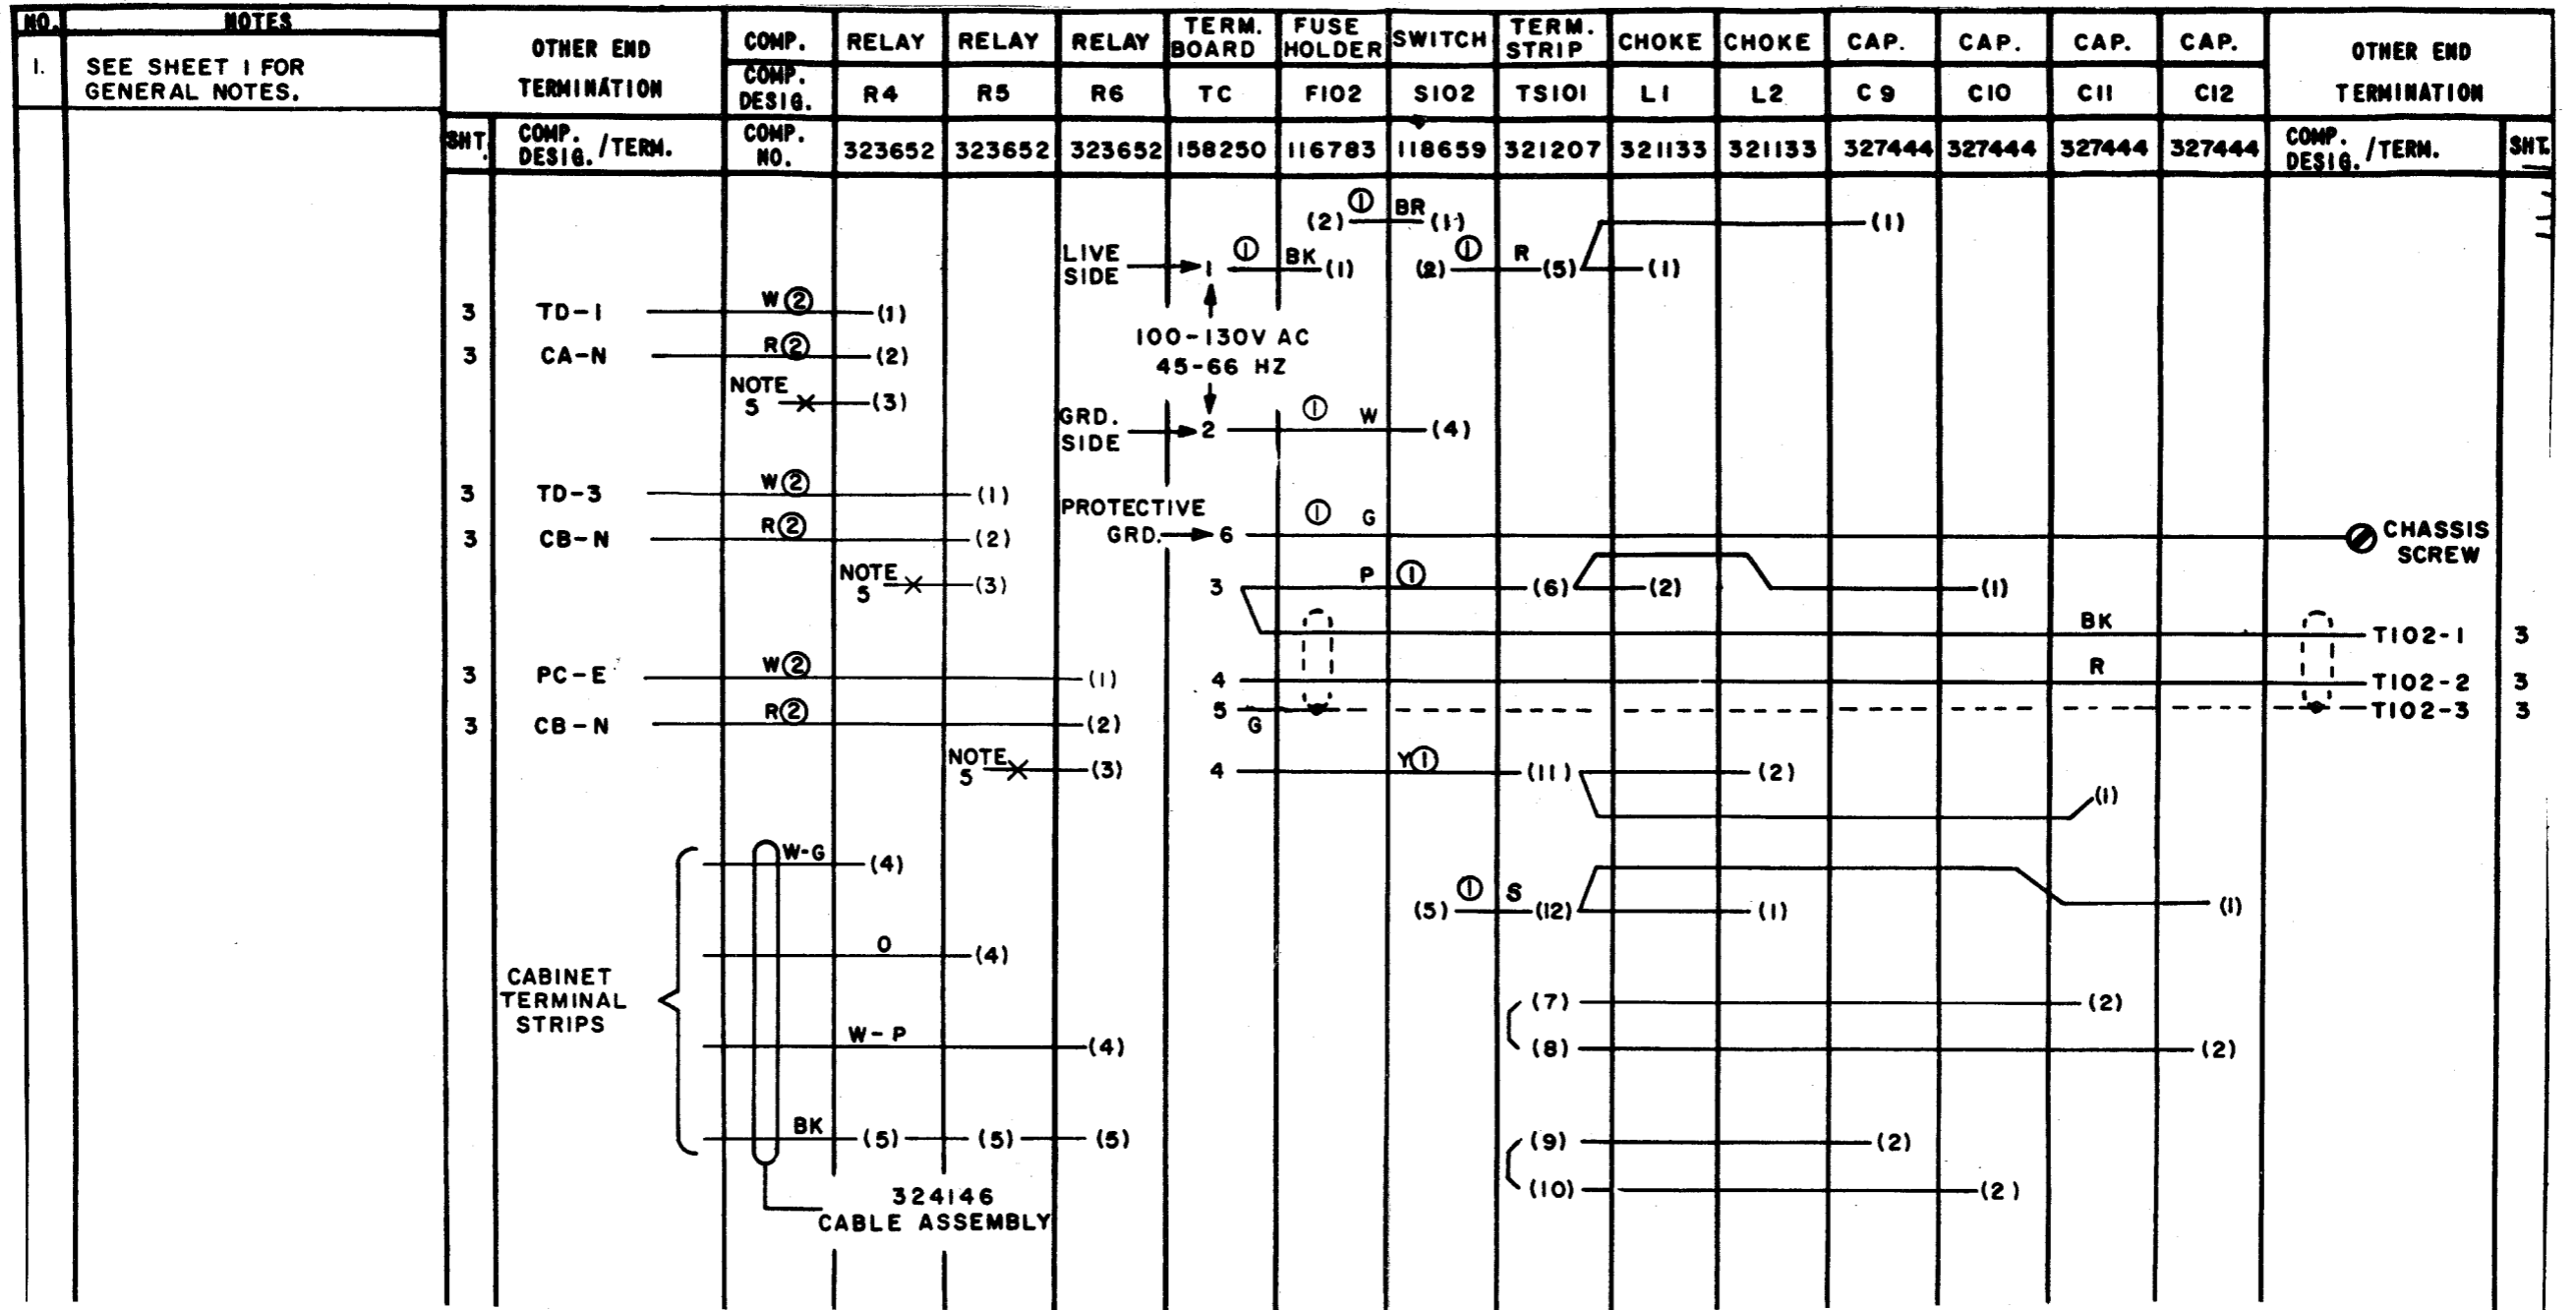 NO. NOTES
1. SEE SHEET 1 FOR
GENERAL NOTES.
OTHER END
TERMINATION
COMP. RELAY RELAY RELAY TERM. BOARD FUSE HOLDER SWITCH TERM. STRIP CHOKE CHOKE CAP. CAP. CAP. CAP.
OTHER END
TERMINATION
COMP. DESIG. R4 R5 R6 TC F102 S102 TS101 L1 L2 C9 C10 C11 C12
SHT. COMP. DESIG./TERM. COMP. NO. 323652 323652 323652 158250 116783 118659 321207 321133 321133 327444 327444 327444 327444 COMP. DESIG./TERM. SHT.
(2) 1 BR (1) (1)
LIVE SIDE 1 1 BK (1) (2) 1 R (5) (1)
3 TD-1 W 2 (1)
100-130V AC
3 CA-N R 2 (2)
45-66 HZ
NOTE 5 (3)
GRD. SIDE 2 1 W (4)
3 TD-3 W 2 (1)
PROTECTIVE GRD. 6 1 G CHASSIS SCREW
3 CB-N R 2 (2)
NOTE 5 (3)
3 P 1 (6) (2) (1)
BK T102-1 3
3 PC-E W 2 (1)
4 R T102-2 3
5 G T102-3 3
3 CB-N R 2 (2)
NOTE 5 (3)
4 Y 1 (11) (2)
(1)
W-G (4)
(5) 1 S (12) (1) (1)
O (4)
CABINET
TERMINAL
STRIPS
(7) (2)
W-P (4)
(8) (2)
BK (5) (5) (5)
(9) (2)
(10) (2)
324146
CABLE ASSEMBLY